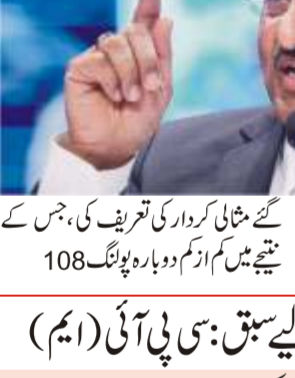 گئے مثالی کردار کی تعریف کی، جس کے
نتیجے میں کم از کم دوبارہ پولنگ 108
لیے سبق: سی پی آئی (ایم)